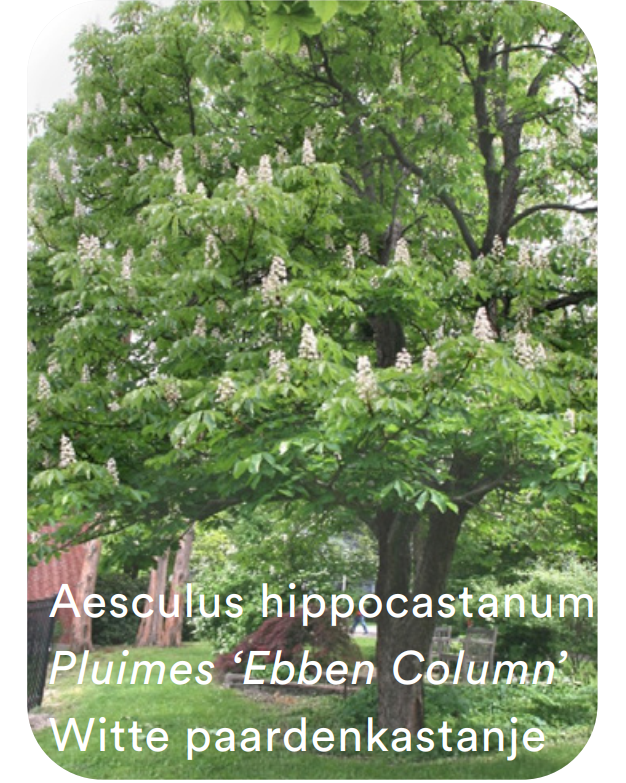 Aesculus hippocastanum
Pluimes ‘Ebben Column’
Witte paardenkastanje